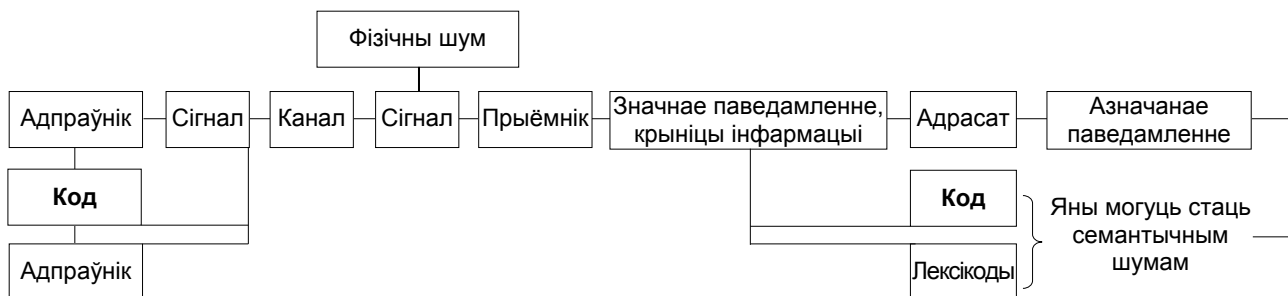 Фізічны шум
Адпраўнік
Сігнал
Канал
Сігнал
Прыёмнік
Значнае паведамленне,
крыніцы інфармацыі
Адрасат
Азначанае
паведамленне
Код
Код
Яны могуць стаць
семантычным
шумам
Адпраўнік
Лексікоды